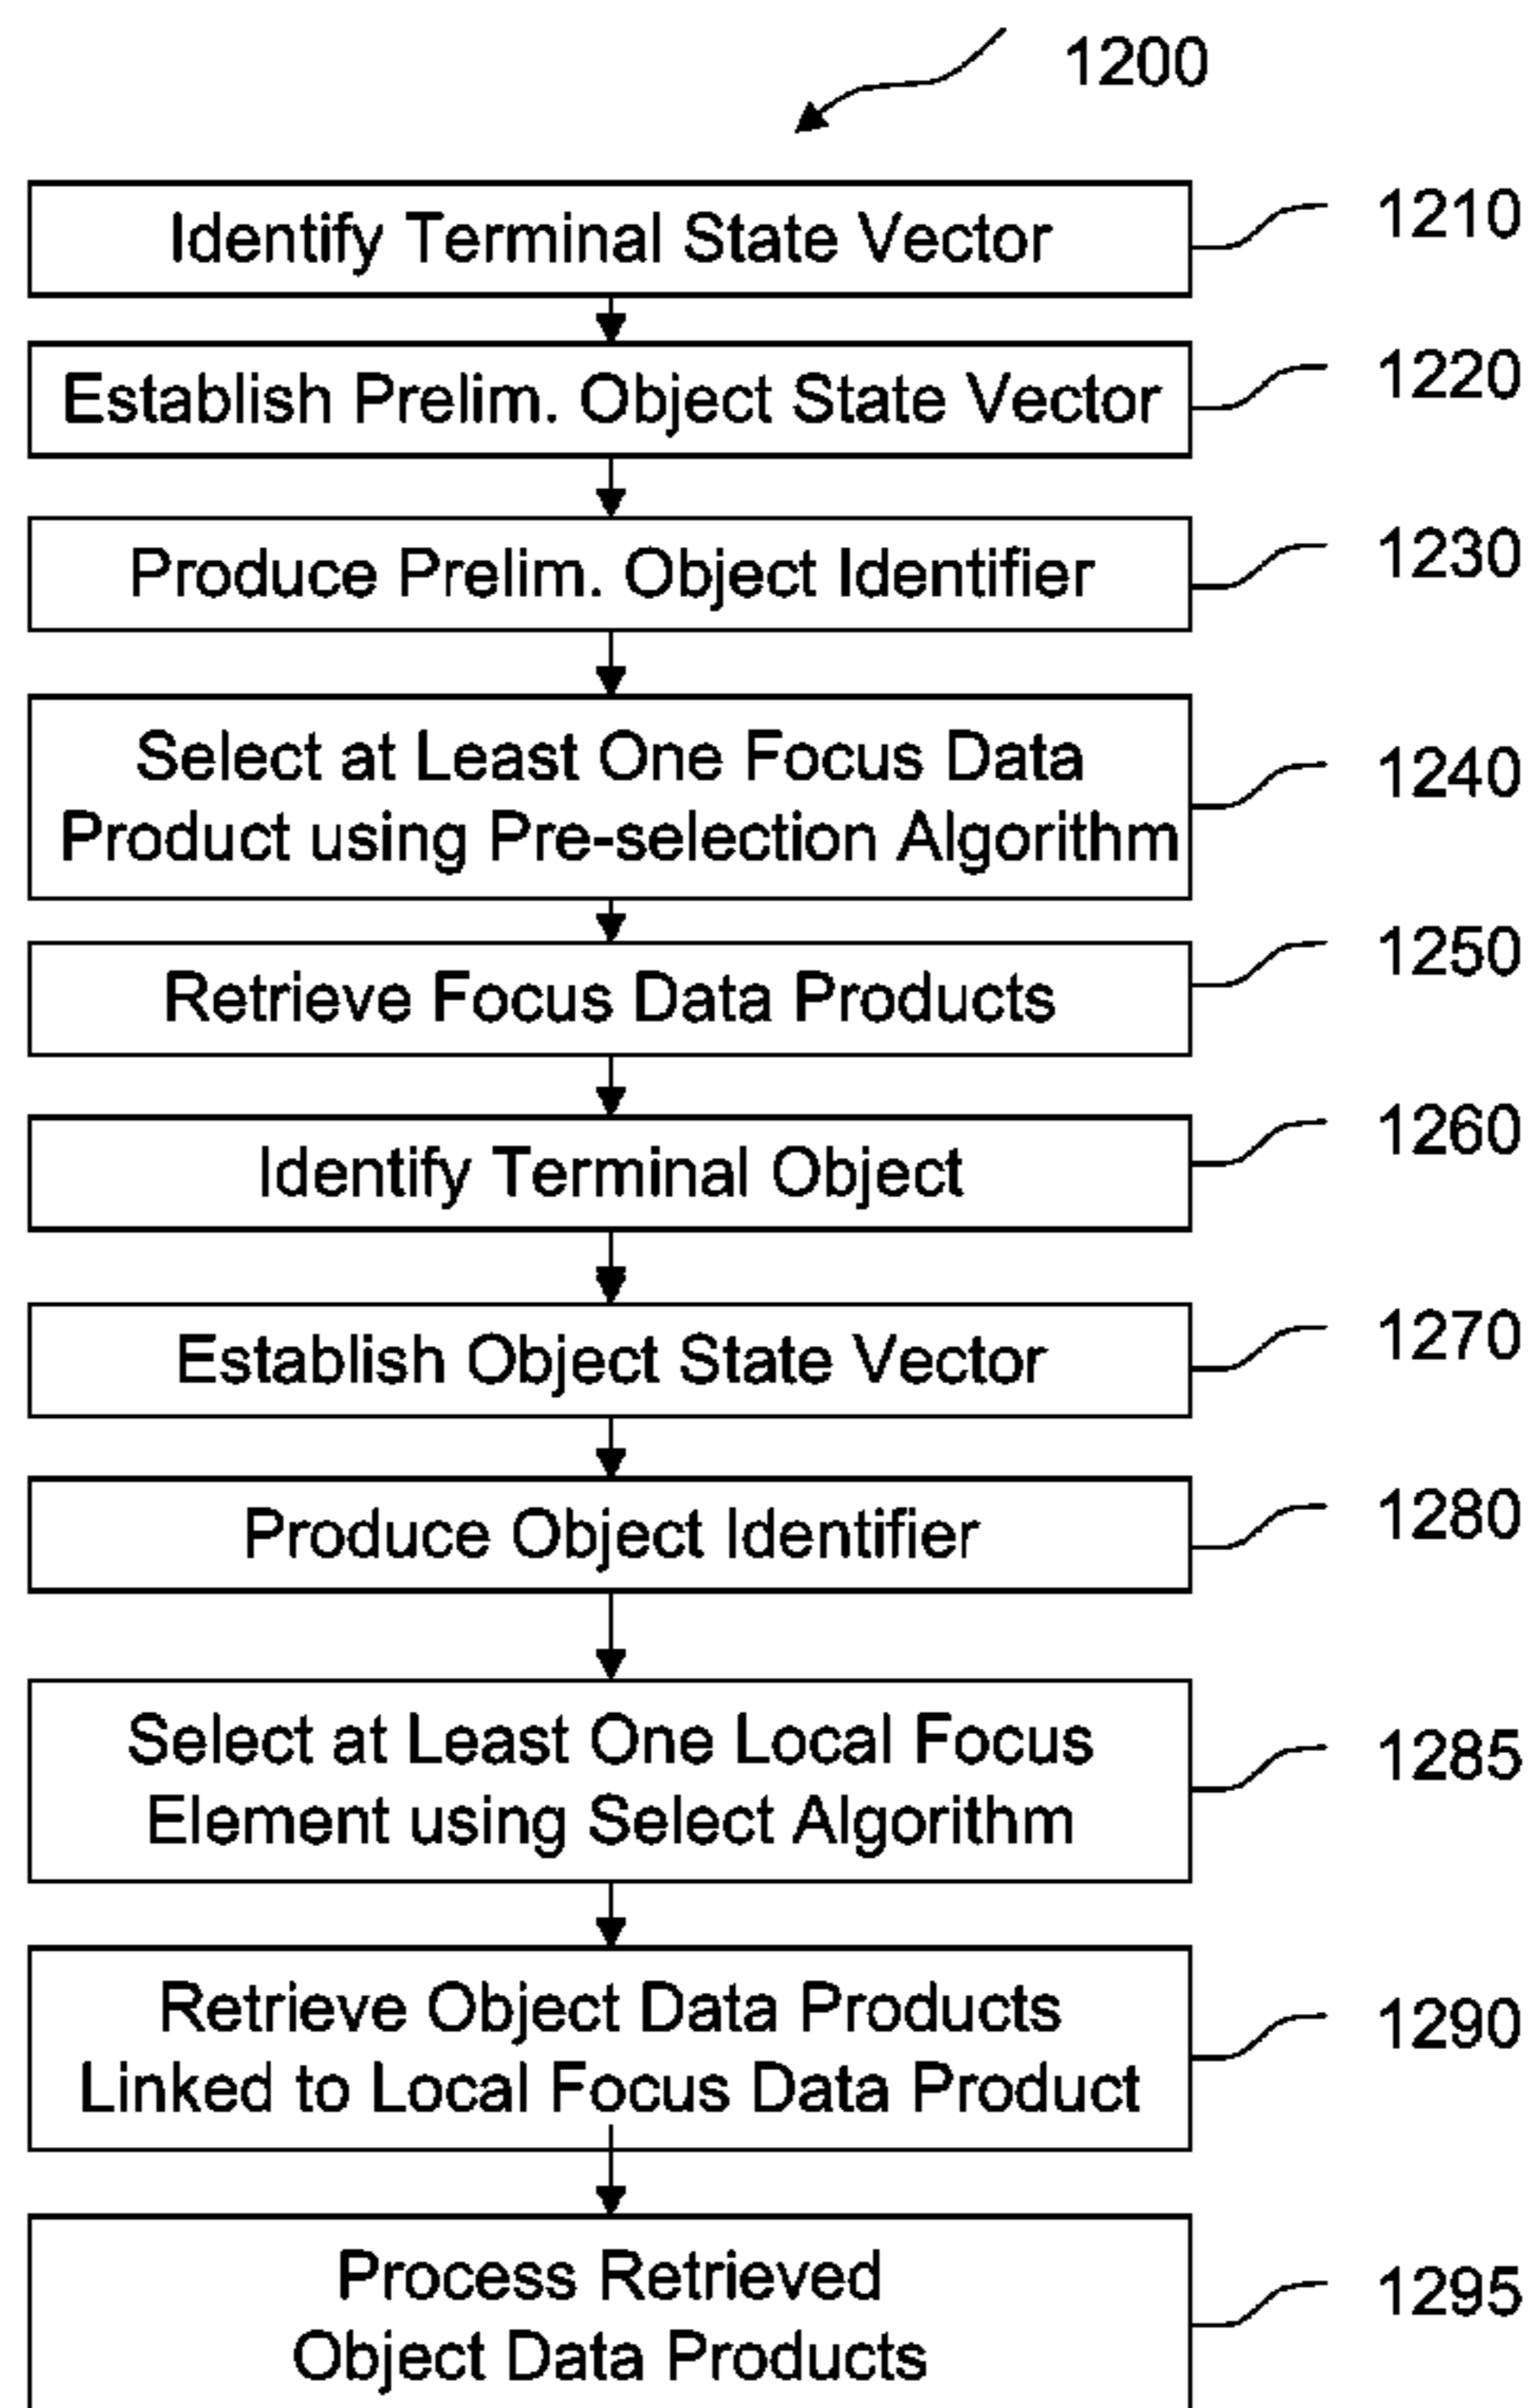 1200
Identify Terminal State Vector
1210
Establish Prelim. Object State Vector
1220
Produce Prelim. Object Identifier
1230
Select at Least One Focus Data
Product using Pre-selection Algorithm
1240
Retrieve Focus Data Products
1250
Identify Terminal Object
1260
Establish Object State Vector
1270
Produce Object Identifier
1280
Select at Least One Local Focus
Element using Select Algorithm
1285
Retrieve Object Data Products
Linked to Local Focus Data Product
1290
Process Retrieved
Object Data Products
1295